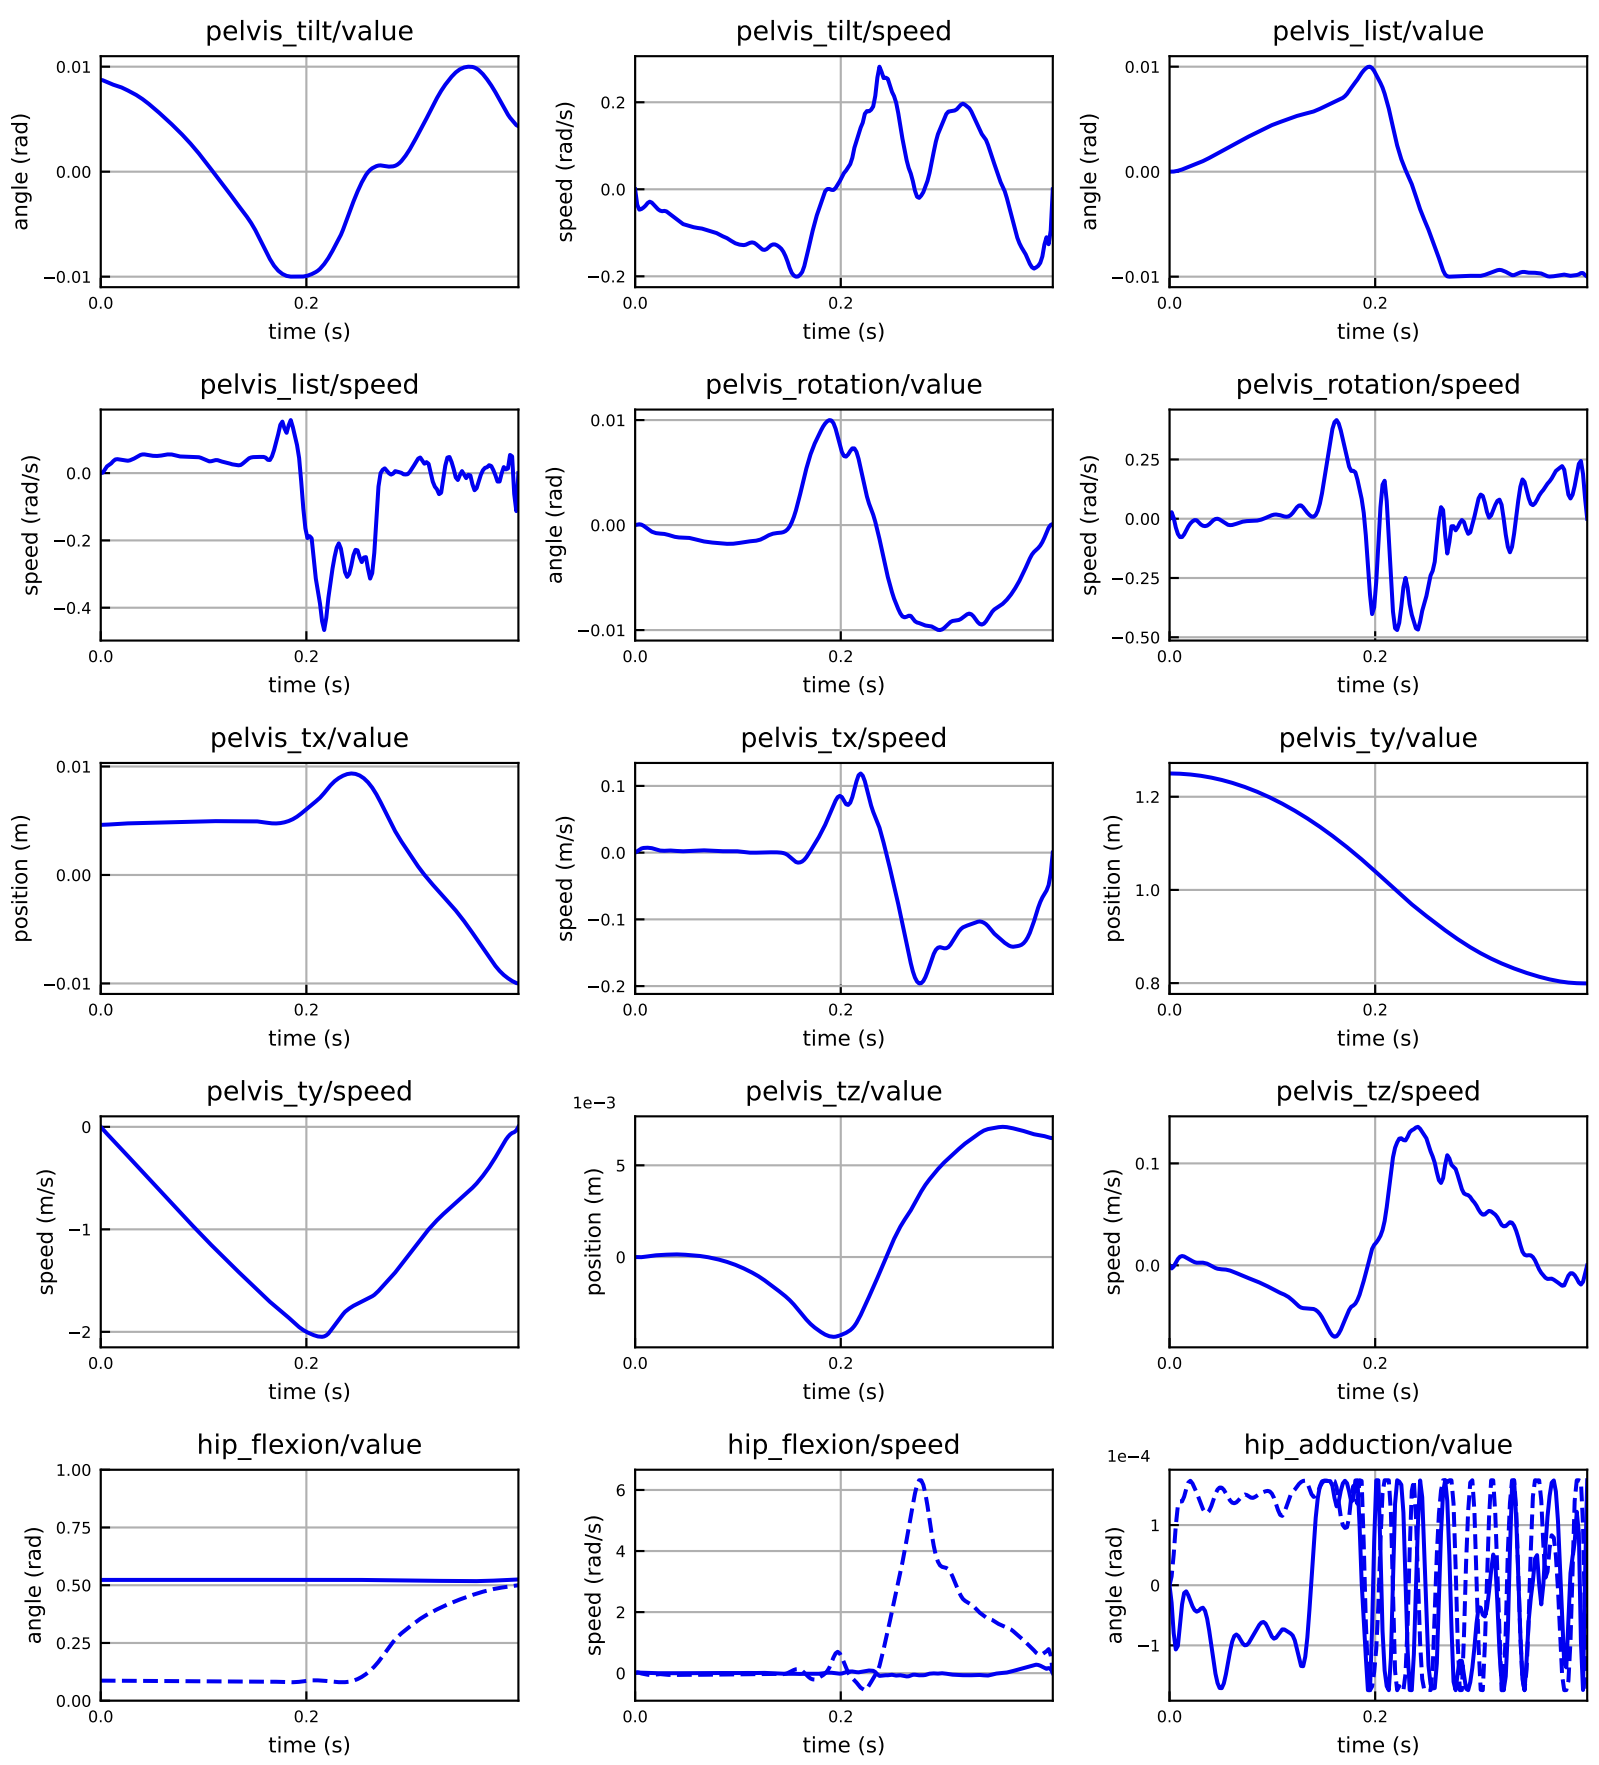 pelvis_tilt/value
angle (rad)
0.01
0.00
−0.01
0.0
0.2
time (s)
pelvis_tilt/speed
speed (rad/s)
0.2
0.0
−0.2
0.0
0.2
time (s)
pelvis_list/value
angle (rad)
0.01
0.00
−0.01
0.0
0.2
time (s)
pelvis_list/speed
speed (rad/s)
0.0
−0.2
−0.4
0.0
0.2
time (s)
pelvis_rotation/value
angle (rad)
0.01
0.00
−0.01
0.0
0.2
time (s)
pelvis_rotation/speed
speed (rad/s)
0.25
0.00
−0.25
−0.50
0.0
0.2
time (s)
pelvis_tx/value
position (m)
0.01
0.00
−0.01
0.0
0.2
time (s)
pelvis_tx/speed
speed (m/s)
0.1
0.0
−0.1
−0.2
0.0
0.2
time (s)
pelvis_ty/value
position (m)
1.2
1.0
0.8
0.0
0.2
time (s)
pelvis_ty/speed
speed (m/s)
0
−1
−2
0.0
0.2
time (s)
pelvis_tz/value
1e−3
position (m)
5
0
0.0
0.2
time (s)
pelvis_tz/speed
speed (m/s)
0.1
0.0
0.0
0.2
time (s)
hip_flexion/value
angle (rad)
1.00
0.75
0.50
0.25
0.00
0.0
0.2
time (s)
hip_flexion/speed
speed (rad/s)
6
4
2
0
0.0
0.2
time (s)
hip_adduction/value
1e−4
angle (rad)
1
0
−1
0.0
0.2
time (s)